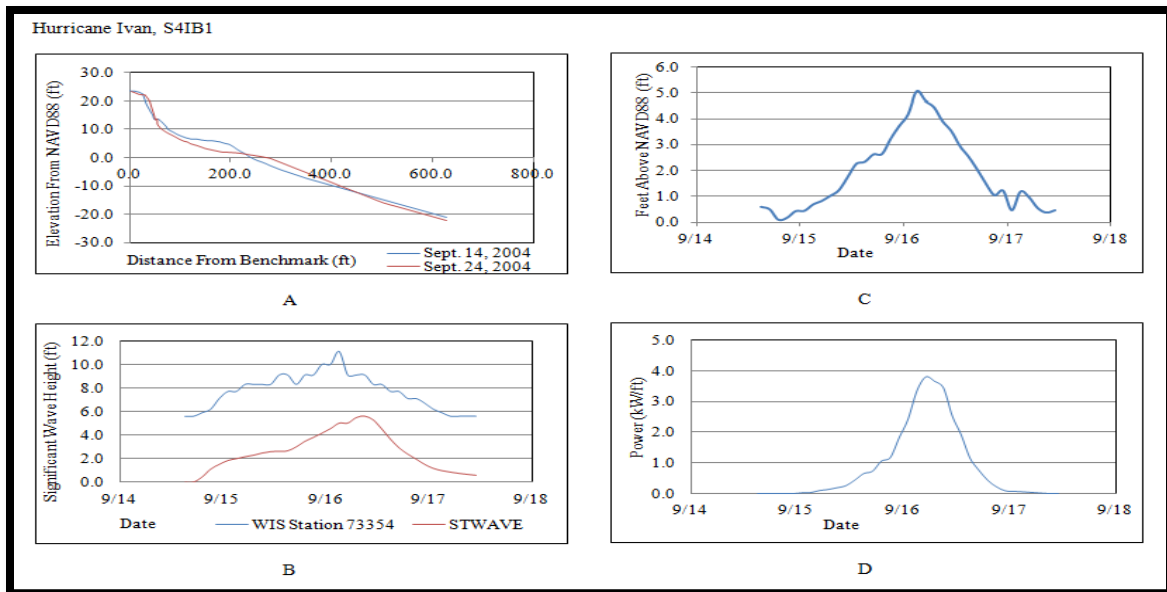 Hurricane Ivan, S4IB1
30.0
20.0
10.0
0.0
-10.0
-20.0
-30.0
0.0 200.0 400.0 600.0 800.0
Elevation From NAVD88 (ft)
Distance From Benchmark (ft)
Sept. 14, 2004
Sept. 24, 2004
A
6.0
5.0
4.0
3.0
2.0
1.0
0.0
9/14 9/15 9/16 9/17 9/18
Feet Above NAVD88 (ft)
Date
C
12.0
10.0
8.0
6.0
4.0
2.0
0.0
9/14 9/15 9/16 9/17 9/18
Significant Wave Height (ft)
Date
WIS Station 73354 STWAVE
B
5.0
4.0
3.0
2.0
1.0
0.0
9/14 9/15 9/16 9/17 9/18
Power (kW/ft)
Date
D